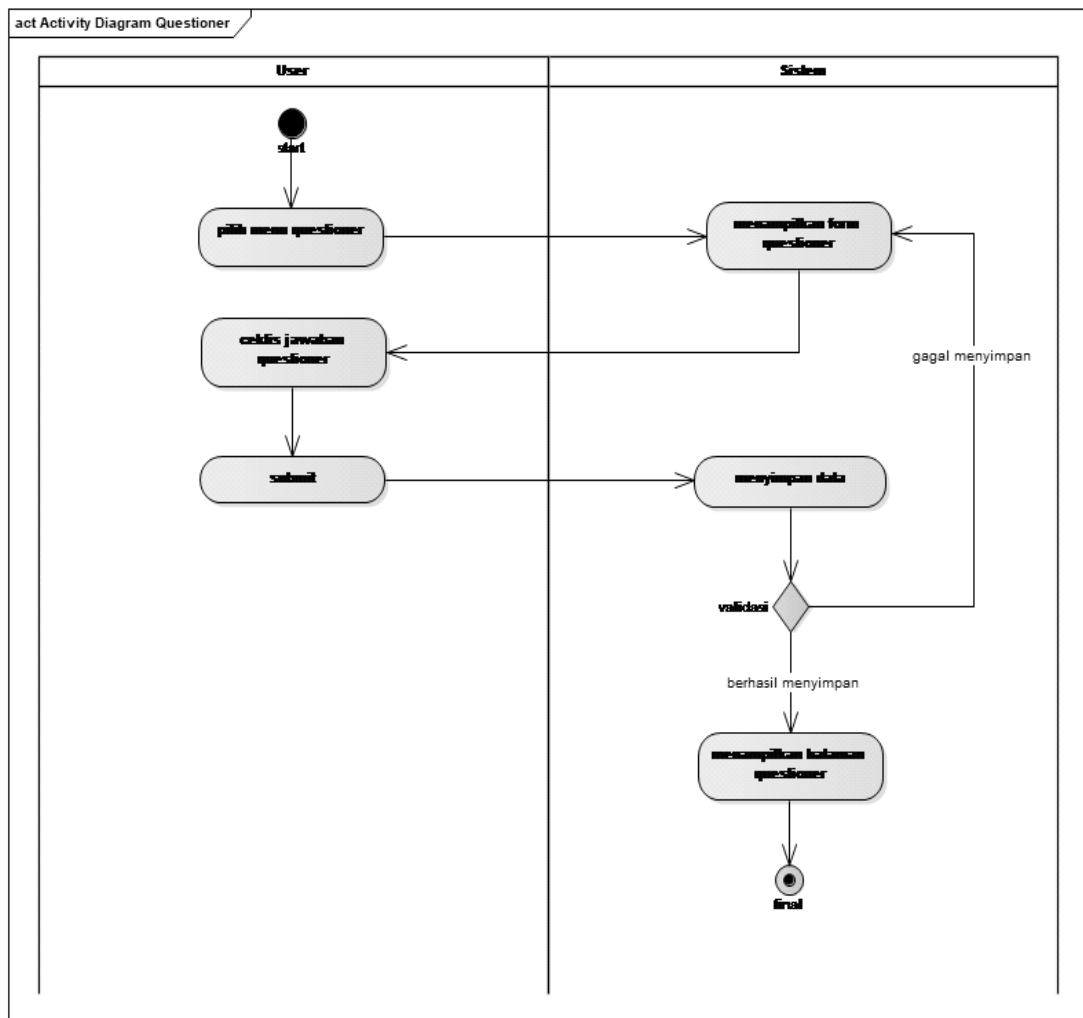 act Activity Diagram Questioner
User
Sistem
start
pilih menu questioner
menampilkan form
questioner
ceklis jawaban
questioner
gagal menyimpan
submit
menyimpan data
validasi
berhasil menyimpan
menampilkan halaman
questioner
final